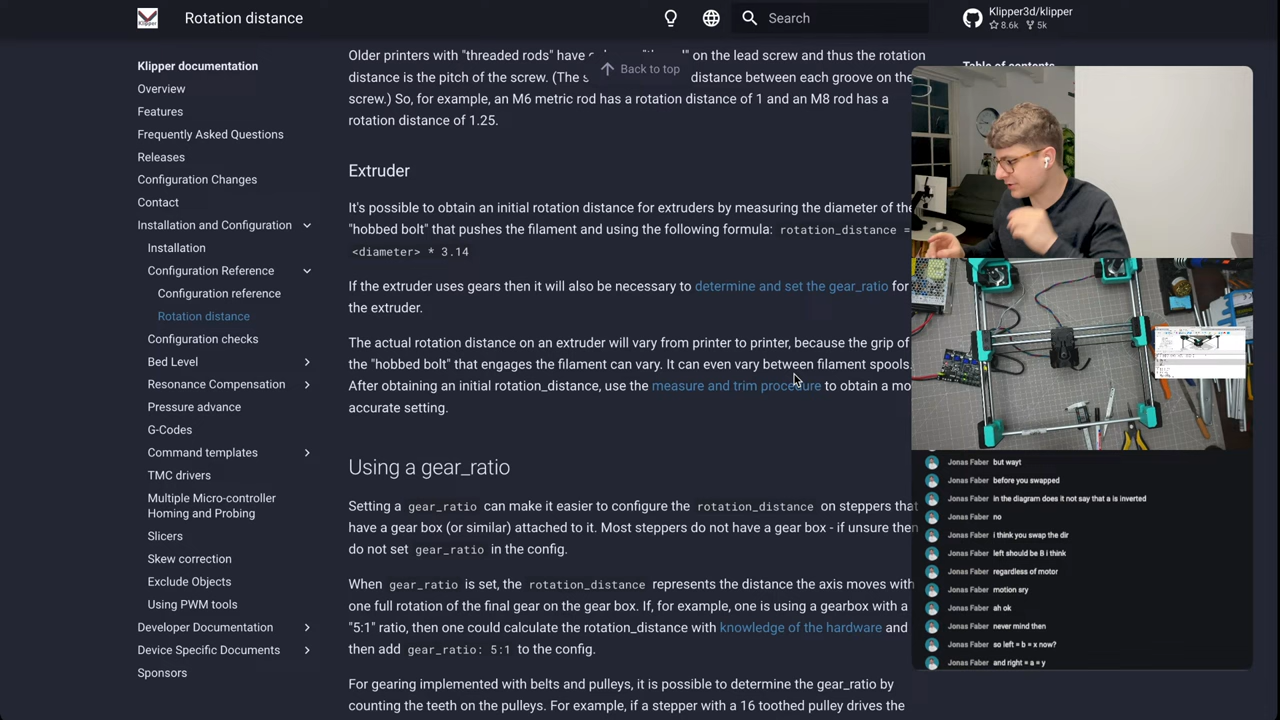 Rotation distance
Search
Klipper3d/klipper
8.6k 5k
Klipper documentation
Overview
Features
Frequently Asked Questions
Releases
Configuration Changes
Contact
Installation and Configuration
Installation
Configuration Reference
Configuration reference
Rotation distance
Configuration checks
Bed Level
Resonance Compensation
Pressure advance
G-Codes
Command templates
TMC drivers
Multiple Micro-controller
Homing and Probing
Slicers
Skew correction
Exclude Objects
Using PWM tools
Developer Documentation
Device Specific Documents
Sponsors
Older printers with "threaded rods" have on the lead screw and thus the rotation
distance is the pitch of the screw. (The distance between each groove on the
Back to top
screw.) So, for example, an M6 metric rod has a rotation distance of 1 and an M8 rod has a
rotation distance of 1.25.
Extruder
It's possible to obtain an initial rotation distance for extruders by measuring the diameter of the
"hobbed bolt" that pushes the filament and using the following formula: rotation_distance =
<diameter> * 3.14
If the extruder uses gears then it will also be necessary to determine and set the gear_ratio for
the extruder.
The actual rotation distance on an extruder will vary from printer to printer, because the grip of
the "hobbed bolt" that engages the filament can vary. It can even vary between filament spools.
After obtaining an initial rotation_distance, use the measure and trim procedure to obtain a mo
accurate setting.
Using a gear_ratio
Setting a gear_ratio can make it easier to configure the rotation_distance on steppers that
have a gear box (or similar) attached to it. Most steppers do not have a gear box - if unsure then
do not set gear_ratio in the config.
When gear_ratio is set, the rotation_distance represents the distance the axis moves with
one full rotation of the final gear on the gear box. If, for example, one is using a gearbox with a
"5:1" ratio, then one could calculate the rotation_distance with knowledge of the hardware and
then add gear_ratio: 5:1 to the config.
For gearing implemented with belts and pulleys, it is possible to determine the gear_ratio by
counting the teeth on the pulleys. For example, if a stepper with a 16 toothed pulley drives the
Table of contents
Jonas Faber but wayt
Jonas Faber before you swapped
Jonas Faber in the diagram does it not say that a is inverted
Jonas Faber no
Jonas Faber i think you swap the dir
Jonas Faber left should be B i think
Jonas Faber regardless of motor
Jonas Faber motion sry
Jonas Faber ah ok
Jonas Faber never mind then
Jonas Faber so left = b = x now?
Jonas Faber and right = a = y